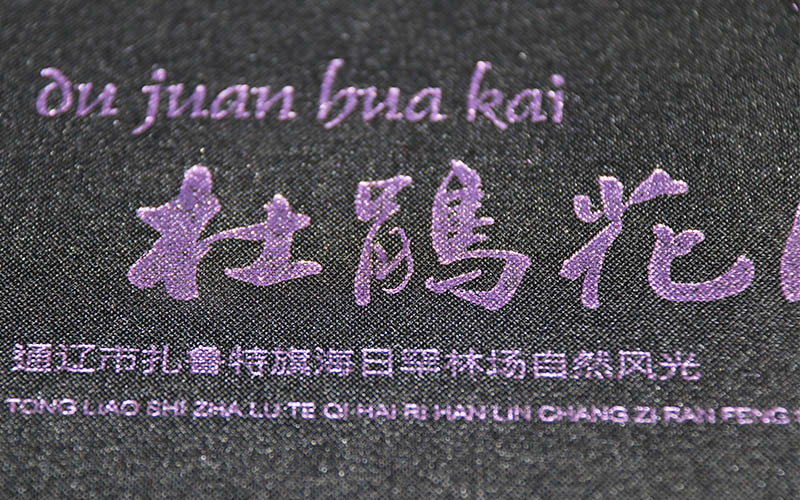 du juan hua kai
杜鹃花
通辽市扎鲁特旗海日罕林场自然风光
TONG LIAO SHI ZHA LU TE QI HAI RI HAN LIN CHANG ZI RAN FENG